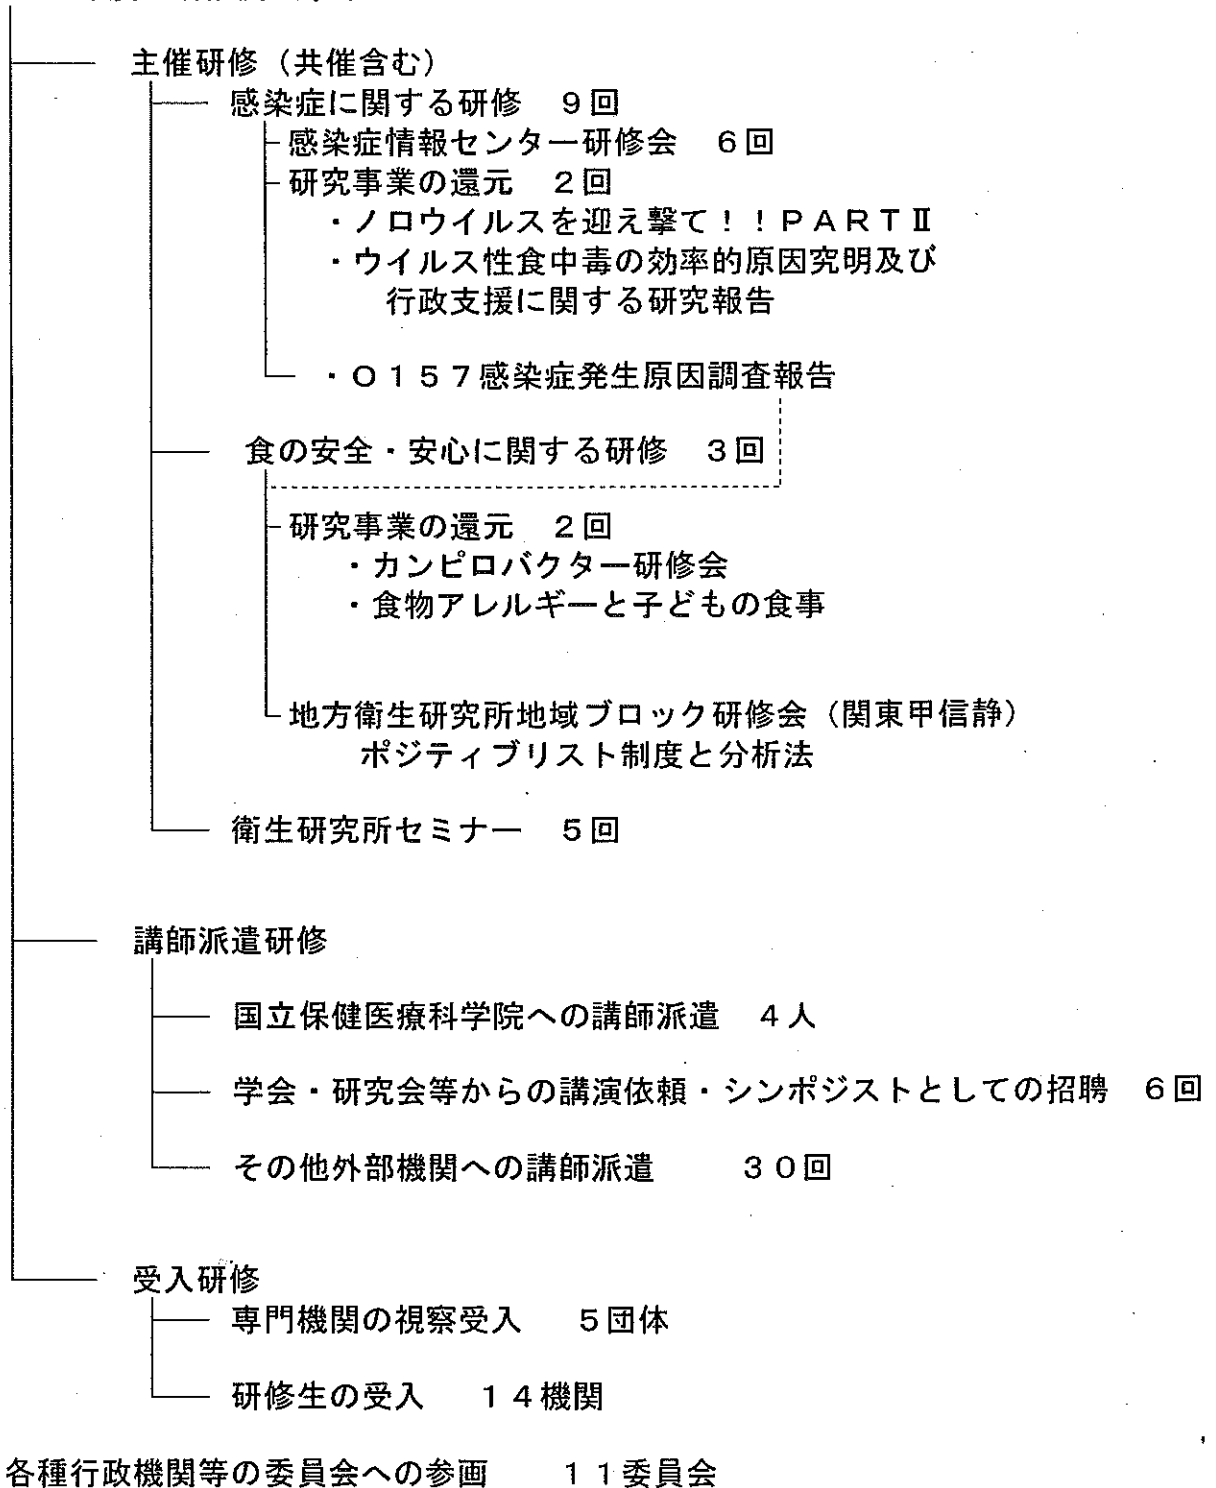 主催研修（共催含む）
感染症に関する研修　９回
感染症情報センター研修会　６回
研究事業の還元　２回
・ノロウイルスを迎え撃て！！ＰＡＲＴⅡ
・ウイルス性食中毒の効率的原因究明及び
行政支援に関する研究報告
・Ｏ１５７感染症発生原因調査報告
食の安全・安心に関する研修　３回
研究事業の還元　２回
・カンピロバクター研修会
・食物アレルギーと子どもの食事
地方衛生研究所地域ブロック研修会（関東甲信静）
ポジティブリスト制度と分析法
衛生研究所セミナー　５回
講師派遣研修
国立保健医療科学院への講師派遣　４人
学会・研究会等からの講演依頼・シンポジストとしての招聘　６回
その他外部機関への講師派遣　　３０回
受入研修
専門機関の視察受入　５団体
研修生の受入　１４機関
各種行政機関等の委員会への参画　　１１委員会